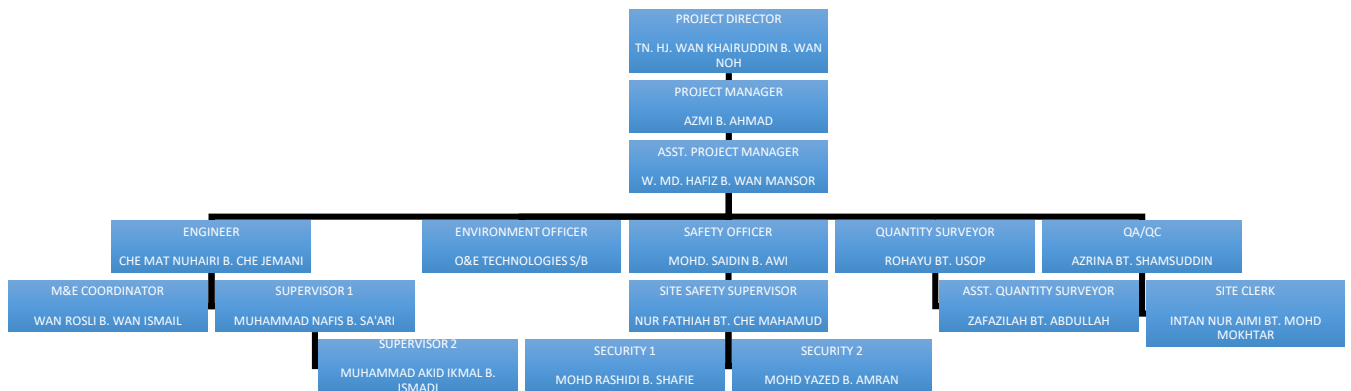 PROJECT DIRECTOR
TN. HJ. WAN KHAIRUDDIN B. WAN
NOH
PROJECT MANAGER
AZMI B. AHMAD
ASST. PROJECT MANAGER
W. MD. HAFIZ B. WAN MANSOR
ENGINEER
CHE MAT NUHAIRI B. CHE JEMANI
ENVIRONMENT OFFICER
O&E TECHNOLOGIES S/B
SAFETY OFFICER
MOHD. SAIDIN B. AWI
QUANTITY SURVEYOR
ROHAYU BT. USOP
QA/QC
AZRINA BT. SHAMSUDDIN
M&E COORDINATOR
WAN ROSLI B. WAN ISMAIL
SUPERVISOR 1
MUHAMMAD NAFIS B. SA'ARI
SITE SAFETY SUPERVISOR
NUR FATHIAH BT. CHE MAHAMUD
ASST. QUANTITY SURVEYOR
ZAFAZILAH BT. ABDULLAH
SITE CLERK
INTAN NUR AIMI BT. MOHD
MOKHTAR
SUPERVISOR 2
MUHAMMAD AKID IKMAL B.
ISMADI
SECURITY 1
MOHD RASHIDI B. SHAFIE
SECURITY 2
MOHD YAZED B. AMRAN